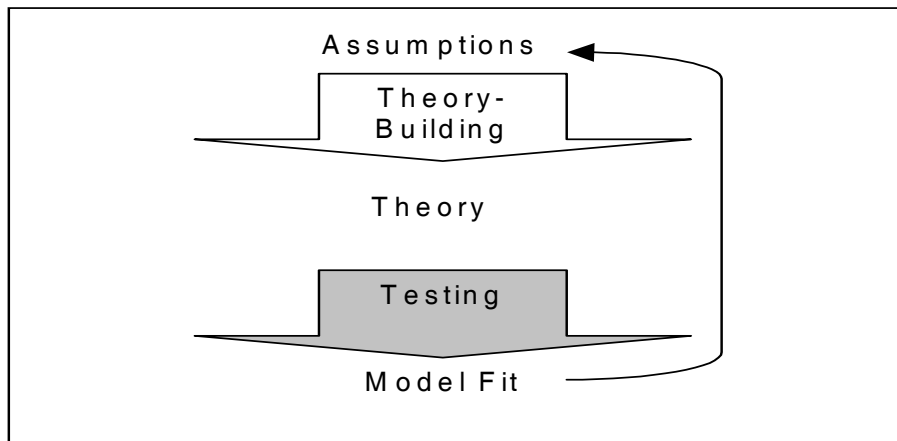 Assumptions
Theory-
Building
Theory
Testing
Model Fit